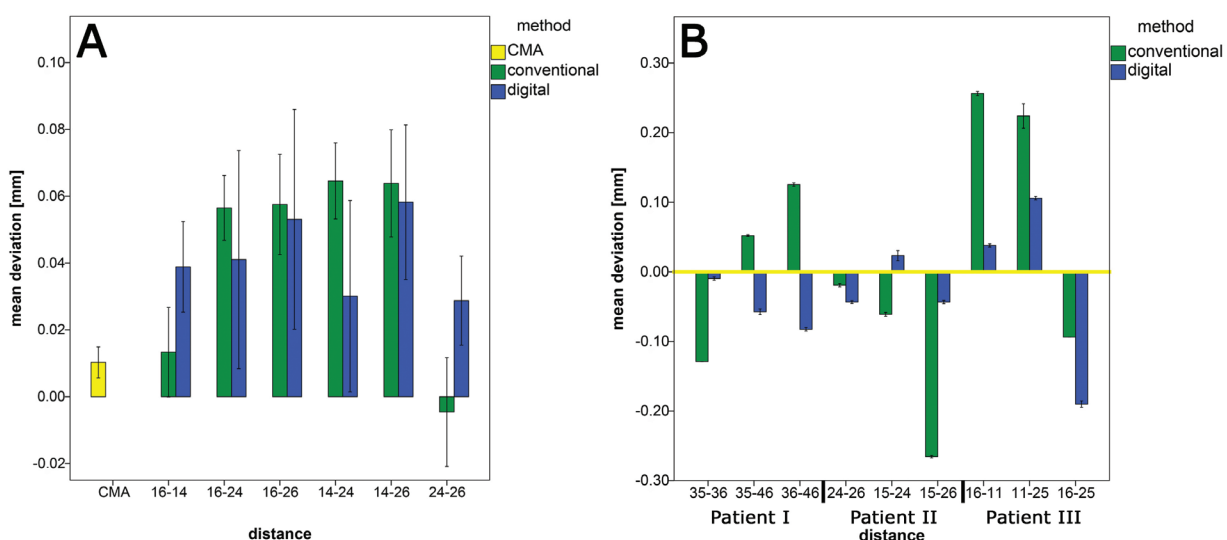 A
method
CMA
conventional
digital
mean deviation [mm]
0.10
0.08
0.06
0.04
0.02
0.00
-0.02
CMA 16-14 16-24 16-26 14-24 14-26 24-26
distance
B
method
conventional
digital
mean deviation [mm]
0.30
0.20
0.10
0.00
-0.10
-0.20
-0.30
35-36 35-46 36-46 24-26 15-24 15-26 16-11 11-25 16-25
Patient I Patient II Patient III
distance